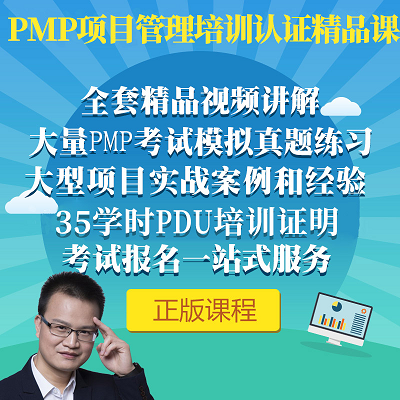 PMP项目管理培训认证精品课
全套精品视频讲解
大量PMP考试模拟真题练习
大型项目实战案例和经验
35学时PDU培训证明
考试报名一站式服务
正版课程